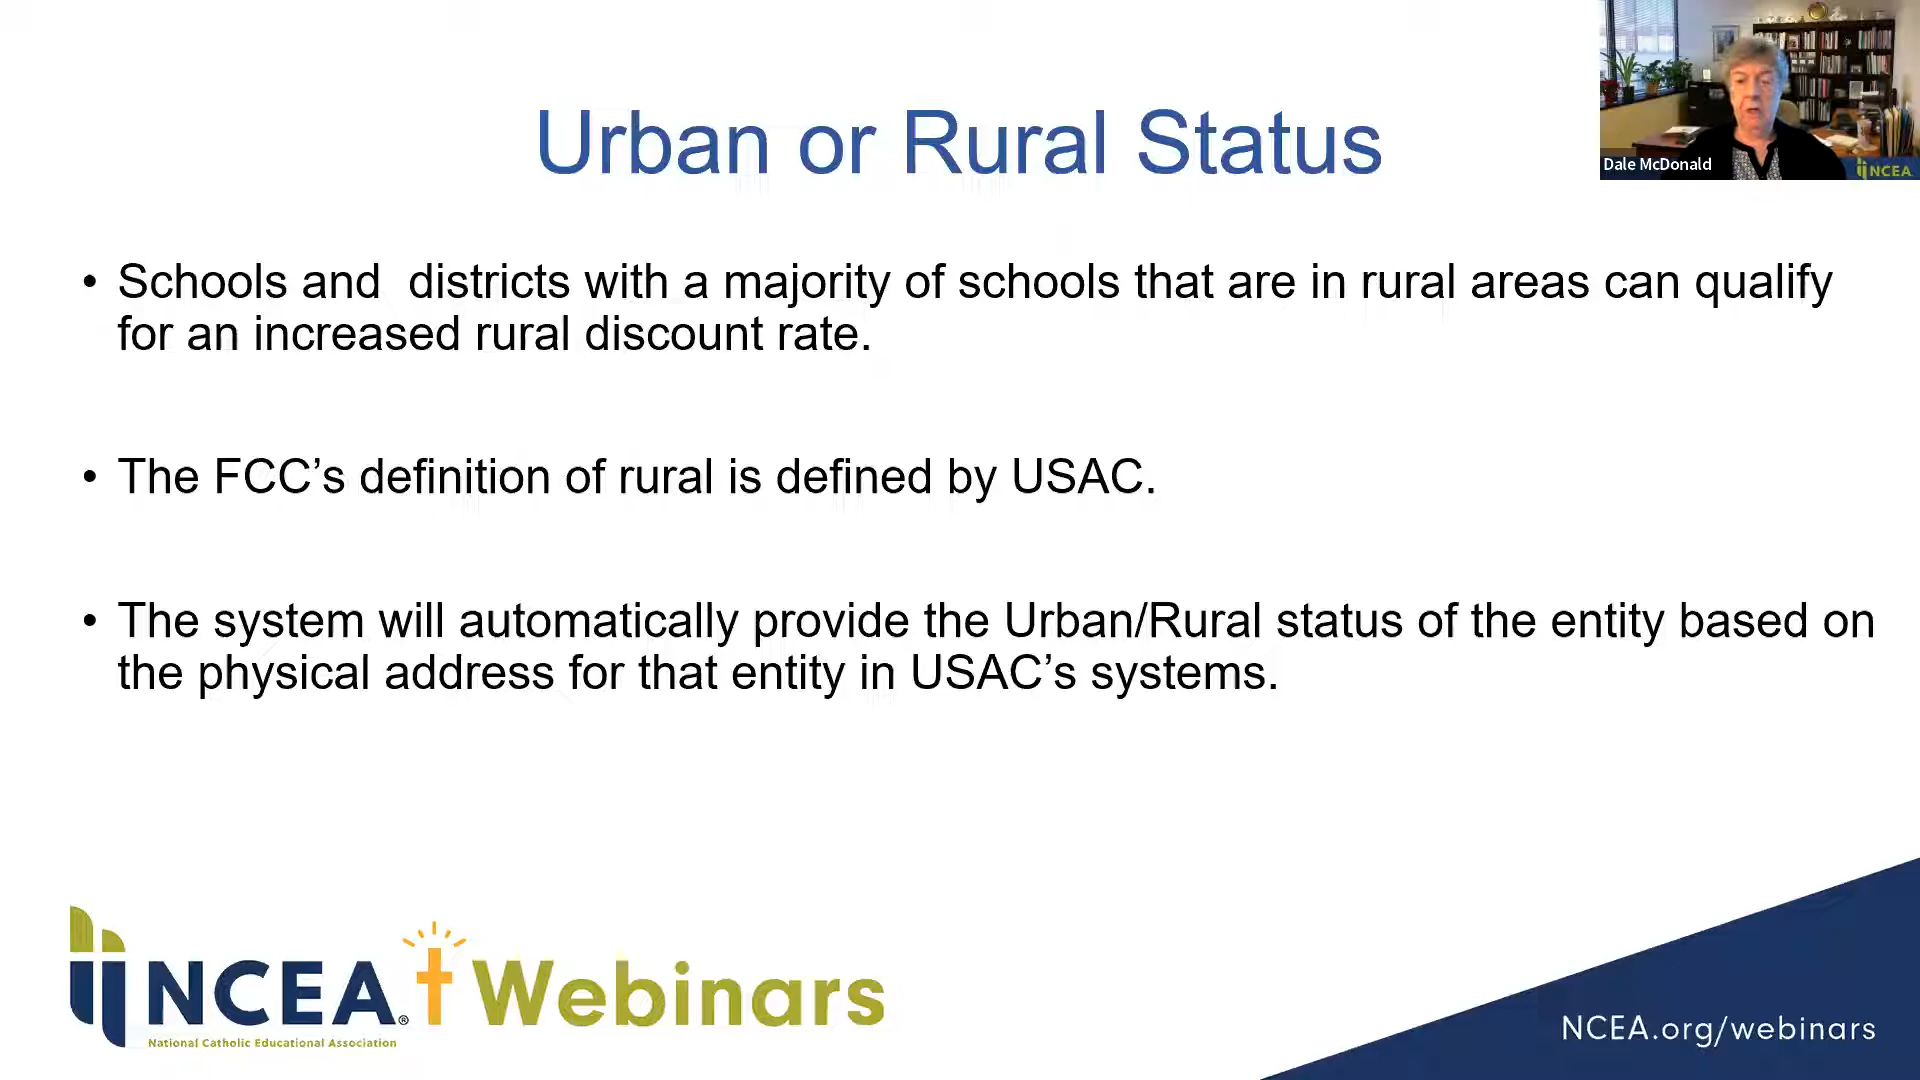 Urban or Rural Status
Dale McDonald
NCEA
• Schools and  districts with a majority of schools that are in rural areas can qualify
for an increased rural discount rate.
• The FCC’s definition of rural is defined by USAC.
• The system will automatically provide the Urban/Rural status of the entity based on
the physical address for that entity in USAC’s systems.
NCEA® Webinars
National Catholic Educational Association
NCEA.org/webinars